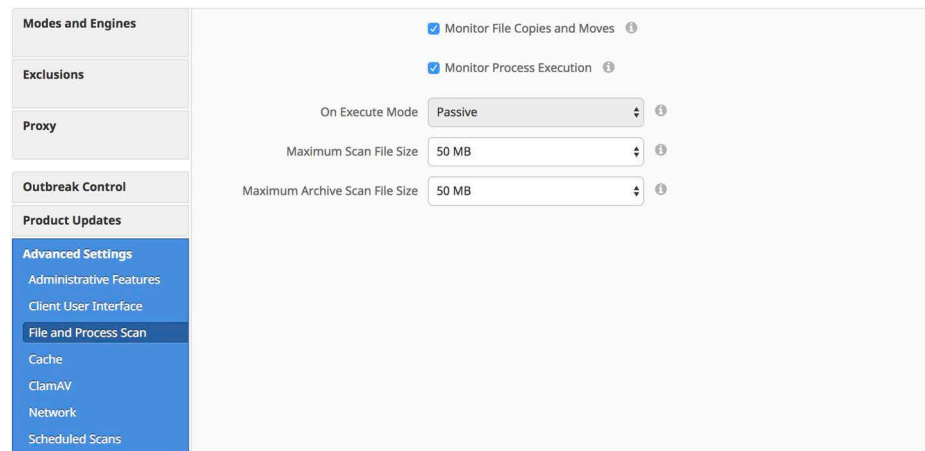 Modes and Engines
Exclusions
Proxy
Outbreak Control
Product Updates
Advanced Settings
Administrative Features
Client User Interface
File and Process Scan
Cache
ClamAV
Network
Scheduled Scans
Monitor File Copies and Moves
Monitor Process Execution
On Execute Mode Passive
Maximum Scan File Size 50 MB
Maximum Archive Scan File Size 50 MB